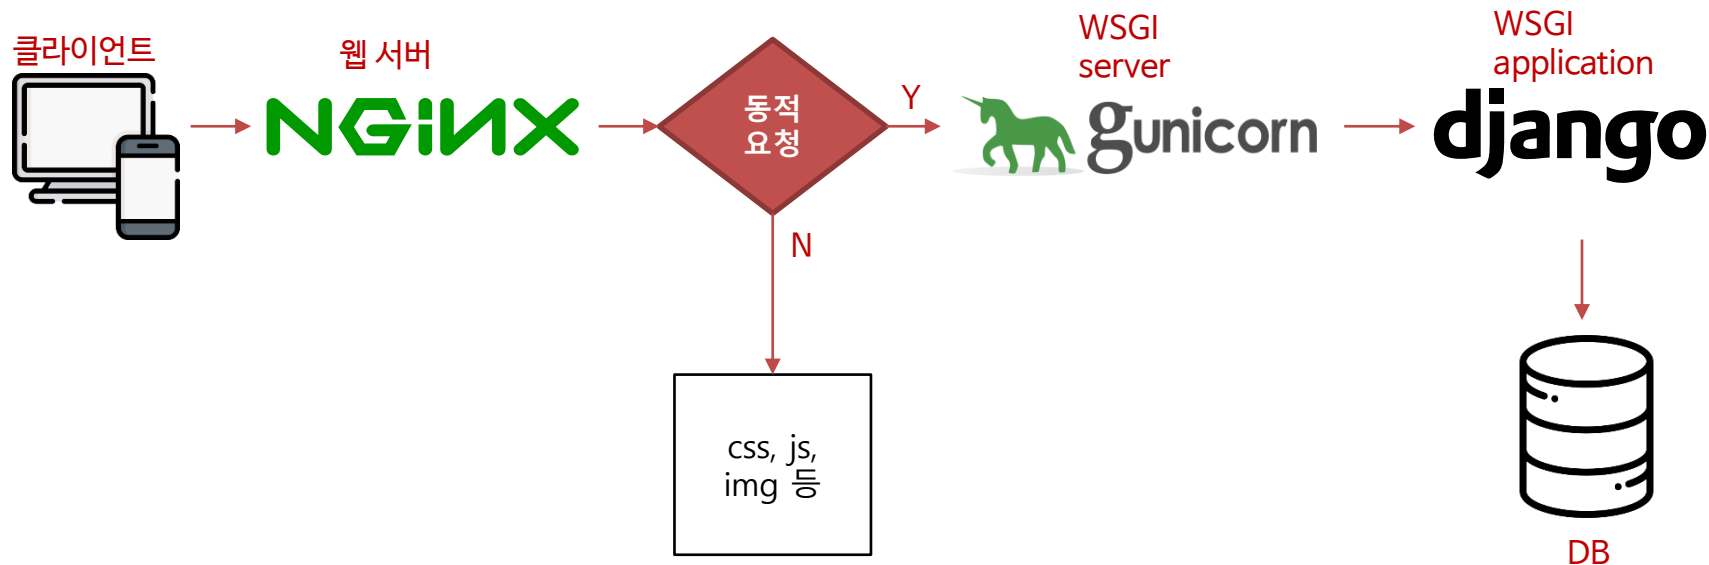 클라이언트
웹 서버
NGiNX
동적
요청
Y
N
WSGI
server
gunicorn
WSGI
application
django
css, js,
img 등
DB